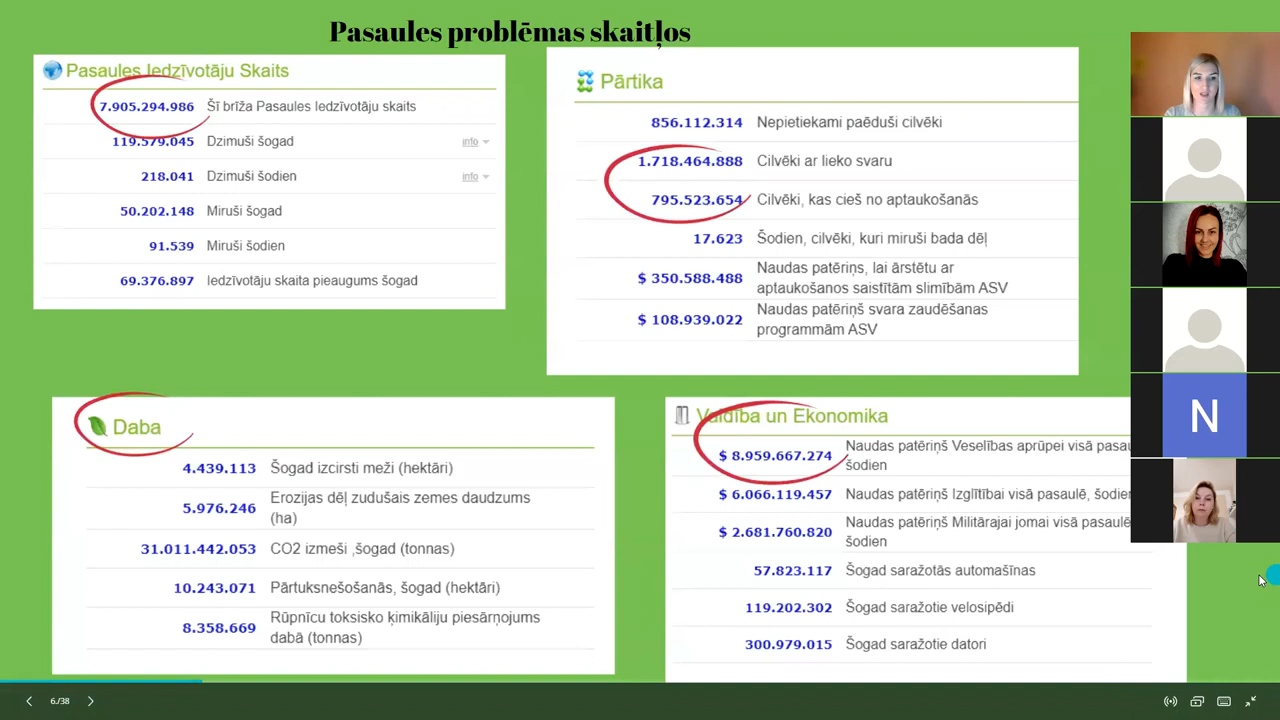 Pasaules problēmas skaitļos
Pasaules Iedzīvotāju Skaits
7.905.294.986 Šī brīža Pasaules Iedzīvotāju skaits
119.579.045 Dzimuši šogad info
218.041 Dzimuši šodien info
50.202.148 Miruši šogad
91.539 Miruši šodien
69.376.897 Iedzīvotāju skaita pieaugums šogad
Pārtika
856.112.314 Nepietiekami paēduši cilvēki
1.718.464.888 Cilvēki ar lieko svaru
795.523.654 Cilvēki, kas cieš no aptaukošanās
17.623 Šodien, cilvēki, kuri miruši bada dēļ
$ 350.588.488 Naudas patēriņs, lai ārstētu ar
aptaukošanos saistītām slimībām ASV
$ 108.939.022 Naudas patēriņš svara zaudēšanas
programmām ASV
Daba
4.439.113 Šogad izcirsti meži (hektāri)
5.976.246 Erozijas dēļ zudušais zemes daudzums
(ha)
31.011.442.053 CO2 izmeši ,šogad (tonnas)
10.243.071 Pārtuksnešošanās, šogad (hektāri)
8.358.669 Rūpnīcu toksisko ķimikāliju piesārņojums
dabā (tonnas)
Valdība un Ekonomika
$ 8.959.667.274 Naudas patēriņš Veselības aprūpei visā pasau
šodien
$ 6.066.119.457 Naudas patēriņš Izglītībai visā pasaulē, šodien
$ 2.681.760.820 Naudas patēriņš Militārajai jomai visā pasaulē
šodien
57.823.117 Šogad saražotās automašīnas
119.202.302 Šogad saražotie velosipēdi
300.979.015 Šogad saražotie datori
N
6/38